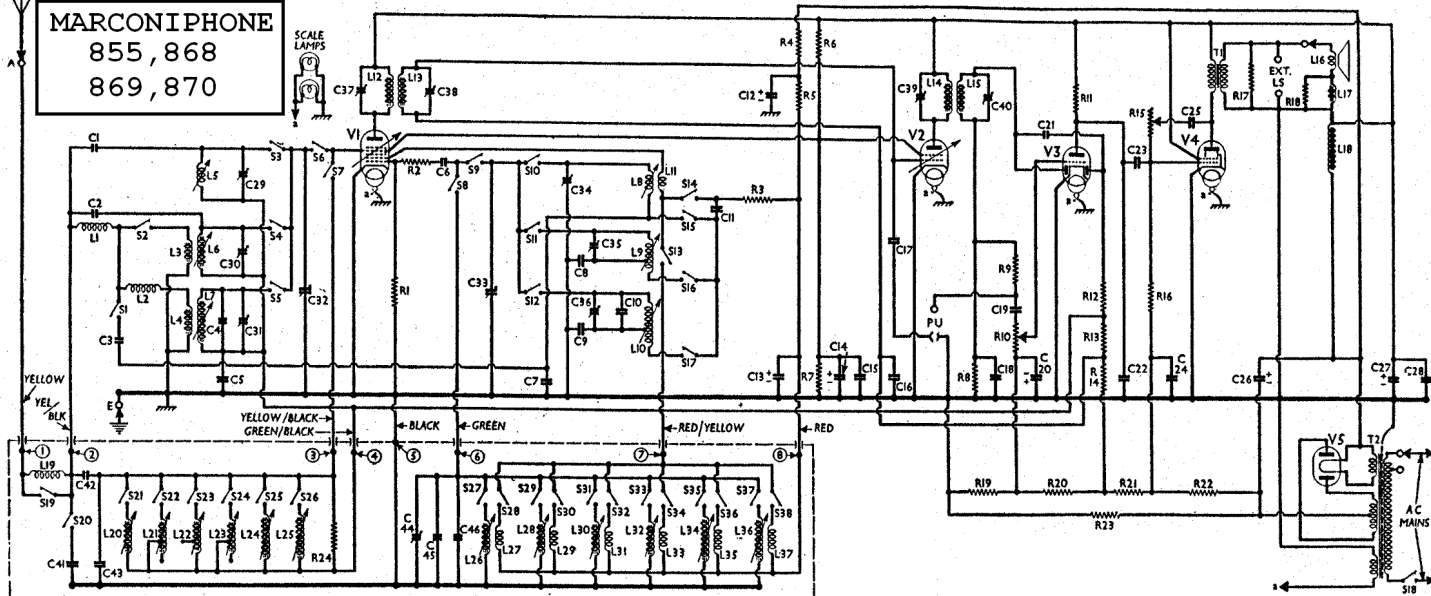 MARCONIPHONE
855,868
869,870
SCALE
LAMPS
A
a
C1
L5
C29
S3
S6
S7
C2
L1
S2
L3
L6
C30
S4
S5
L2
S1
L4
L7
C4
C31
C3
C5
C32
C37
L12
L13
C38
V1
a
R2
C6
S8
S9
S10
R1
C33
S11
S12
C34
C35
C8
C36
C9
C10
L8
L9
L10
L11
S13
S14
S15
S16
S17
C11
R3
C7
R4
R6
C12
R5
C13
R7
C14
C15
C16
C17
C39
L14
L15
C40
V2
a
R8
C18
R9
C19
R10
PU
C
20
C21
R11
V3
a
R12
R13
R
14
C22
C23
R15
C25
R16
C
24
V4
a
T1
R17
EXT.
LS
R18
L16
L17
L18
C26
C27
C28
YELLOW
YEL
BLK
E
YELLOW/BLACK
GREEN/BLACK
BLACK
GREEN
RED/YELLOW
RED
1
2
3
4
5
6
7
8
L19
S19
S20
C41
C42
C43
S21
S22
S23
S24
S25
S26
L20
L21
L22
L23
L24
L25
R24
C
44
C
45
C46
S27
S28
S29
S30
S31
S32
S33
S34
S35
S36
S37
S38
L26
L27
L28
L29
L30
L31
L32
L33
L34
L35
L36
L37
R19
R20
R21
R22
R23
V5
T2
AC
MAINS
S18
a